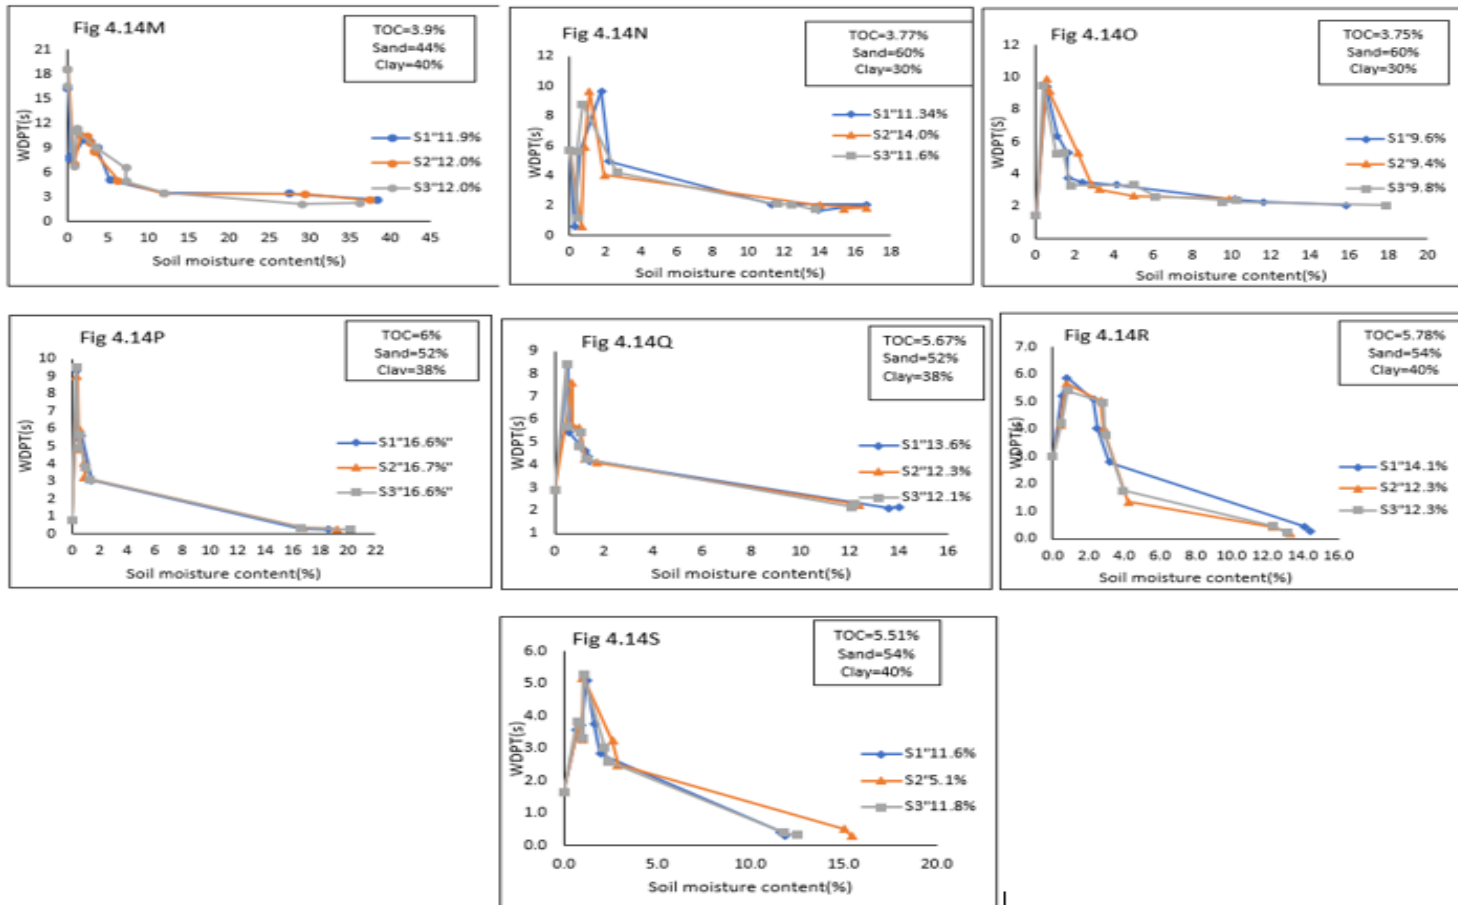 Fig 4.14M
TOC=3.9%
Sand=44%
Clay=40%
21
18
15
12
9
6
3
0
WDPT(s)
0 5 10 15 20 25 30 35 40 45
Soil moisture content(%)
S1"11.9%
S2"12.0%
S3"12.0%
Fig 4.14N
TOC=3.77%
Sand=60%
Clay=30%
12
10
8
6
4
2
0
WDPT(s)
0 2 4 6 8 10 12 14 16 18
Soil moisture content(%)
S1"11.34%
S2"14.0%
S3"11.6%
Fig 4.14O
TOC=3.75%
Sand=60%
Clay=30%
12
10
8
6
4
2
0
WDPT(s)
0 2 4 6 8 10 12 14 16 18 20
Soil moisture content(%)
S1"9.6%
S2"9.4%
S3"9.8%
Fig 4.14P
TOC=6%
Sand=52%
Clay=38%
10
9
8
7
6
5
4
3
2
1
0
WDPT(s)
0 2 4 6 8 10 12 14 16 18 20 22
Soil moisture content(%)
S1"16.6%"
S2"16.7%"
S3"16.6%"
Fig 4.14Q
TOC=5.67%
Sand=52%
Clay=38%
9
8
7
6
5
4
3
2
1
WDPT(s)
0 2 4 6 8 10 12 14 16
Soil moisture content(%)
S1"13.6%
S2"12.3%
S3"12.1%
Fig 4.14R
TOC=5.78%
Sand=54%
Clay=40%
7.0
6.0
5.0
4.0
3.0
2.0
1.0
0.0
WDPT(s)
0.0 2.0 4.0 6.0 8.0 10.0 12.0 14.0 16.0
Soil moisture content(%)
S1"14.1%
S2"12.3%
S3"12.3%
Fig 4.14S
TOC=5.51%
Sand=54%
Clay=40%
6.0
5.0
4.0
3.0
2.0
1.0
0.0
WDPT(s)
0.0 5.0 10.0 15.0 20.0
Soil moisture content(%)
S1"11.6%
S2"5.1%
S3"11.8%